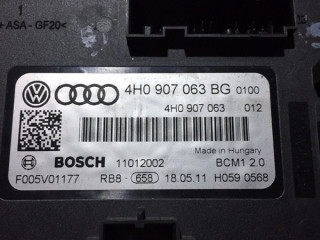 1
+ ASA - GF20
4H0 907 063 BG 0100
4H0 907 063 012
Made in Hungary
BOSCH 11012002 BCM1 2.0
F005V01177 RB8- 658 18.05.11 H059 0568